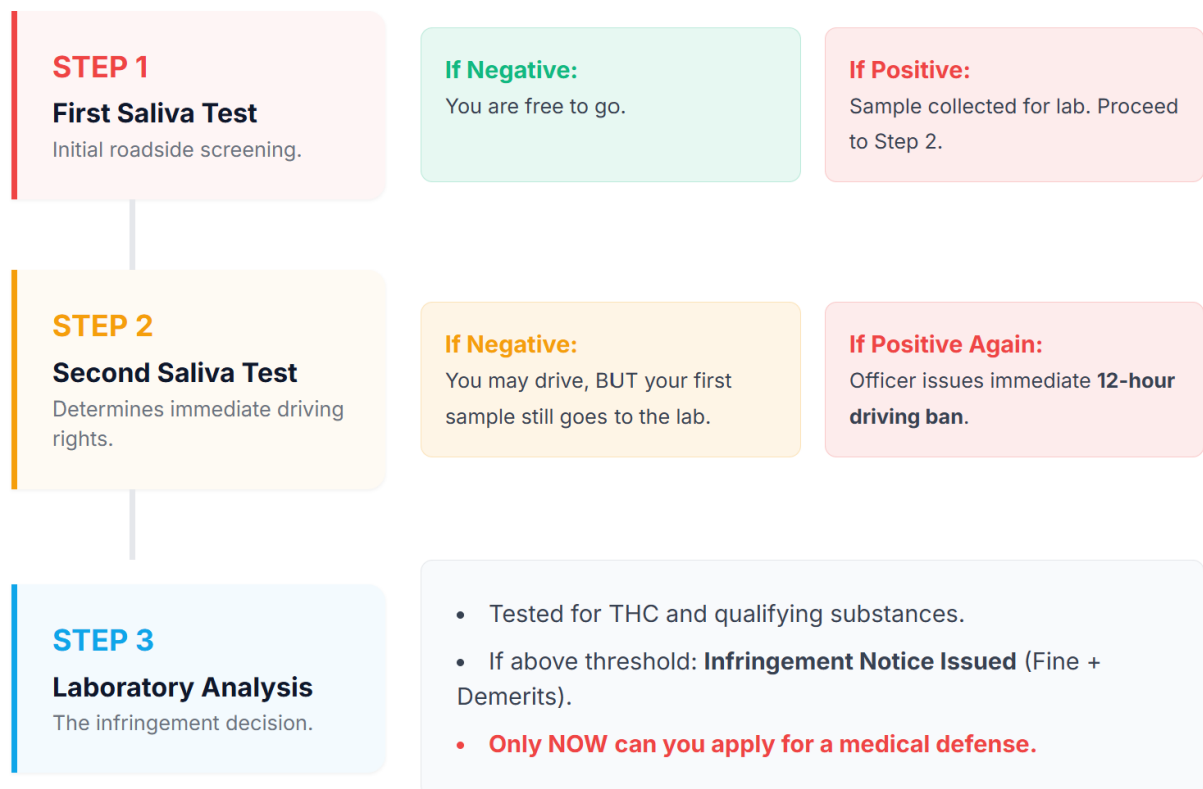 STEP 1
First Saliva Test
Initial roadside screening.
If Negative:
You are free to go.
If Positive:
Sample collected for lab. Proceed
to Step 2.
STEP 2
Second Saliva Test
Determines immediate driving
rights.
If Negative:
You may drive, BUT your first
sample still goes to the lab.
If Positive Again:
Officer issues immediate 12-hour
driving ban.
STEP 3
Laboratory Analysis
The infringement decision.
• Tested for THC and qualifying substances.
• If above threshold: Infringement Notice Issued (Fine +
Demerits).
• Only NOW can you apply for a medical defense.